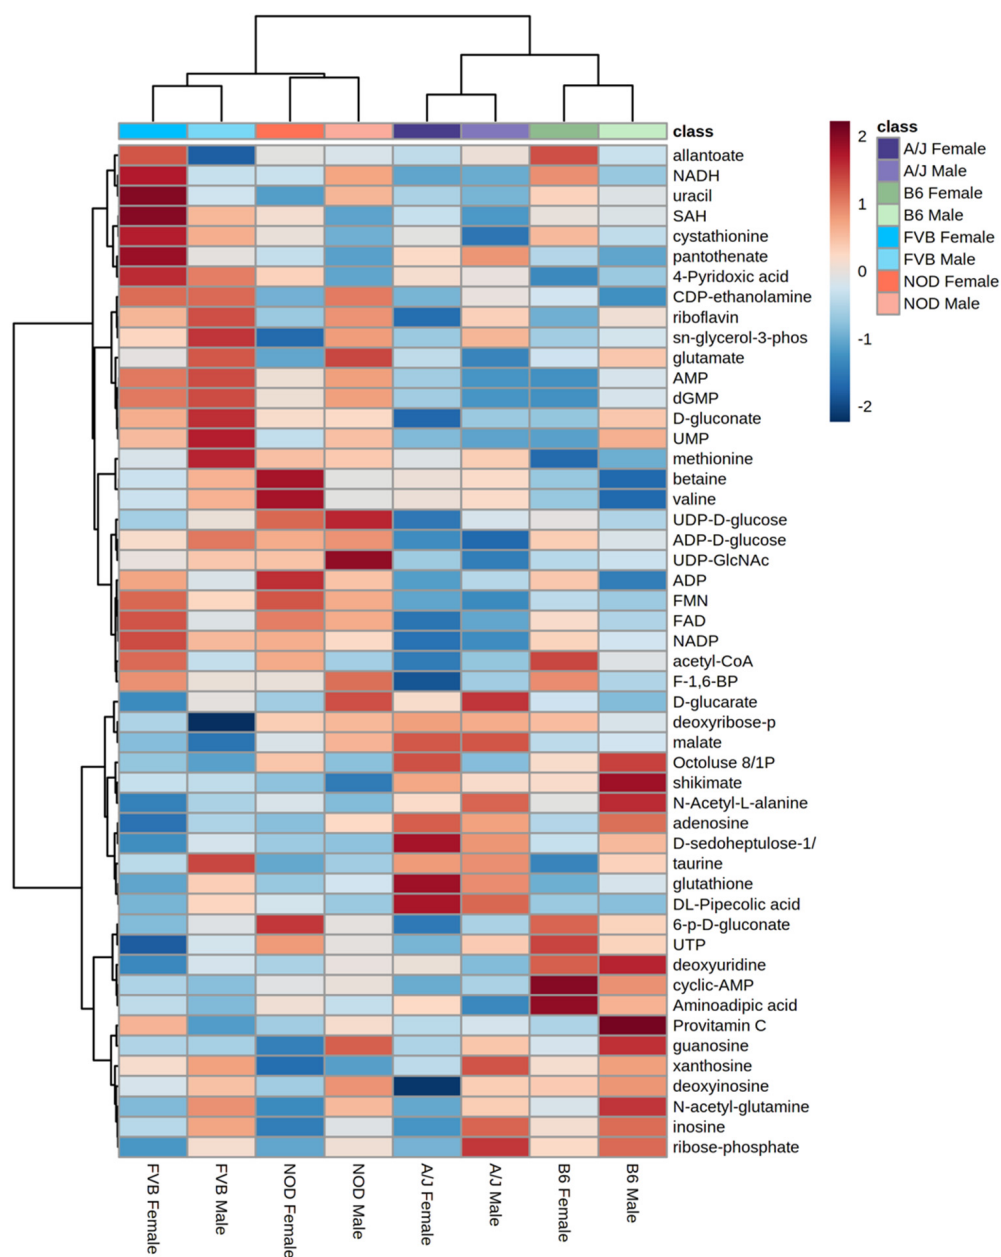 class
allantoate
NADH
uracil
SAH
cystathionine
pantothenate
4-Pyridoxic acid
CDP-ethanolamine
riboflavin
sn-glycerol-3-phos
glutamate
AMP
dGMP
D-gluconate
UMP
methionine
betaine
valine
UDP-D-glucose
ADP-D-glucose
UDP-GlcNAc
ADP
FMN
FAD
NADP
acetyl-CoA
F-1,6-BP
D-glucarate
deoxyribose-p
malate
Octoluse 8/1P
shikimate
N-Acetyl-L-alanine
adenosine
D-sedoheptulose-1/
taurine
glutathione
DL-Pipecolic acid
6-p-D-gluconate
UTP
deoxyuridine
cyclic-AMP
Aminoadipic acid
Provitamin C
guanosine
xanthosine
deoxyinosine
N-acetyl-glutamine
inosine
ribose-phosphate
2
1
0
-1
-2
class
A/J Female
A/J Male
B6 Female
B6 Male
FVB Female
FVB Male
NOD Female
NOD Male
FVB Female
FVB Male
NOD Female
NOD Male
A/J Female
A/J Male
B6 Female
B6 Male